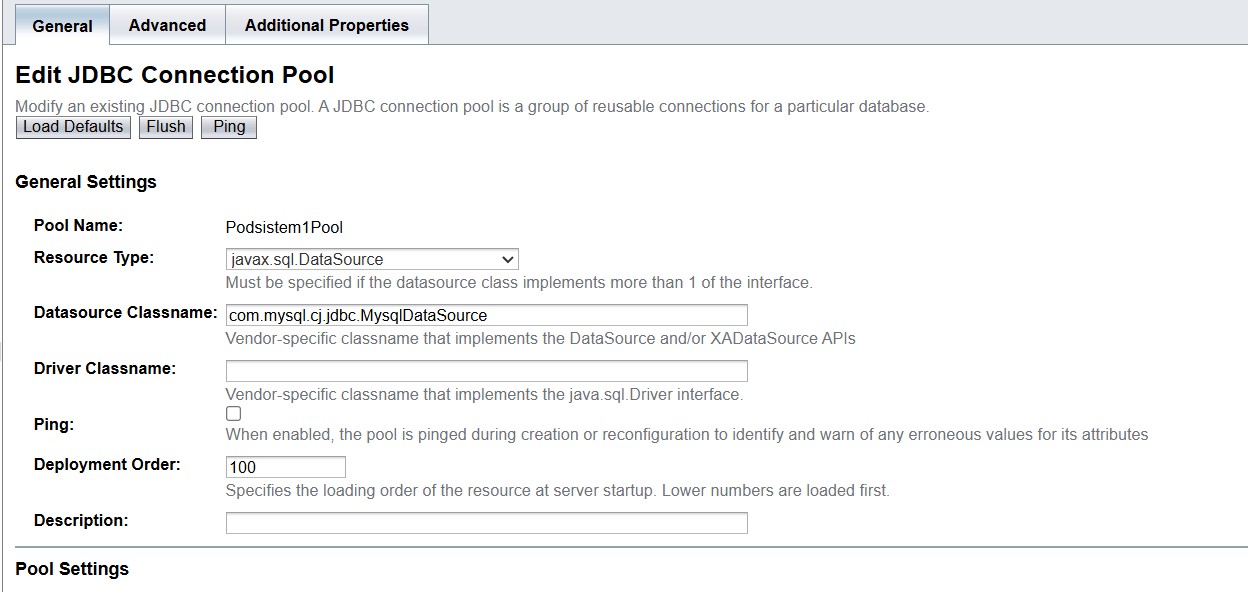 General Advanced Additional Properties
Edit JDBC Connection Pool
Modify an existing JDBC connection pool. A JDBC connection pool is a group of reusable connections for a particular database.
Load Defaults Flush Ping
General Settings
Pool Name: Podsistem1Pool
Resource Type: javax.sql.DataSource
Must be specified if the datasource class implements more than 1 of the interface.
Datasource Classname: com.mysql.cj.jdbc.MysqlDataSource
Vendor-specific classname that implements the DataSource and/or XADataSource APIs
Driver Classname:
Vendor-specific classname that implements the java.sql.Driver interface.
Ping:
When enabled, the pool is pinged during creation or reconfiguration to identify and warn of any erroneous values for its attributes
Deployment Order: 100
Specifies the loading order of the resource at server startup. Lower numbers are loaded first.
Description:
Pool Settings